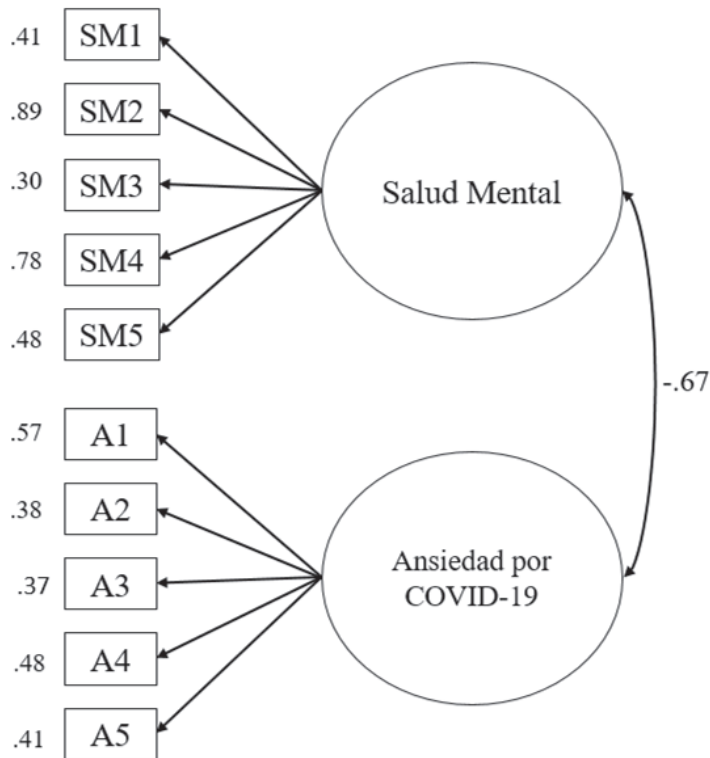 .41 SM1
.89 SM2
.30 SM3
.78 SM4
.48 SM5
Salud Mental
-.67
.57 A1
.38 A2
.37 A3
.48 A4
.41 A5
Ansiedad por
COVID-19